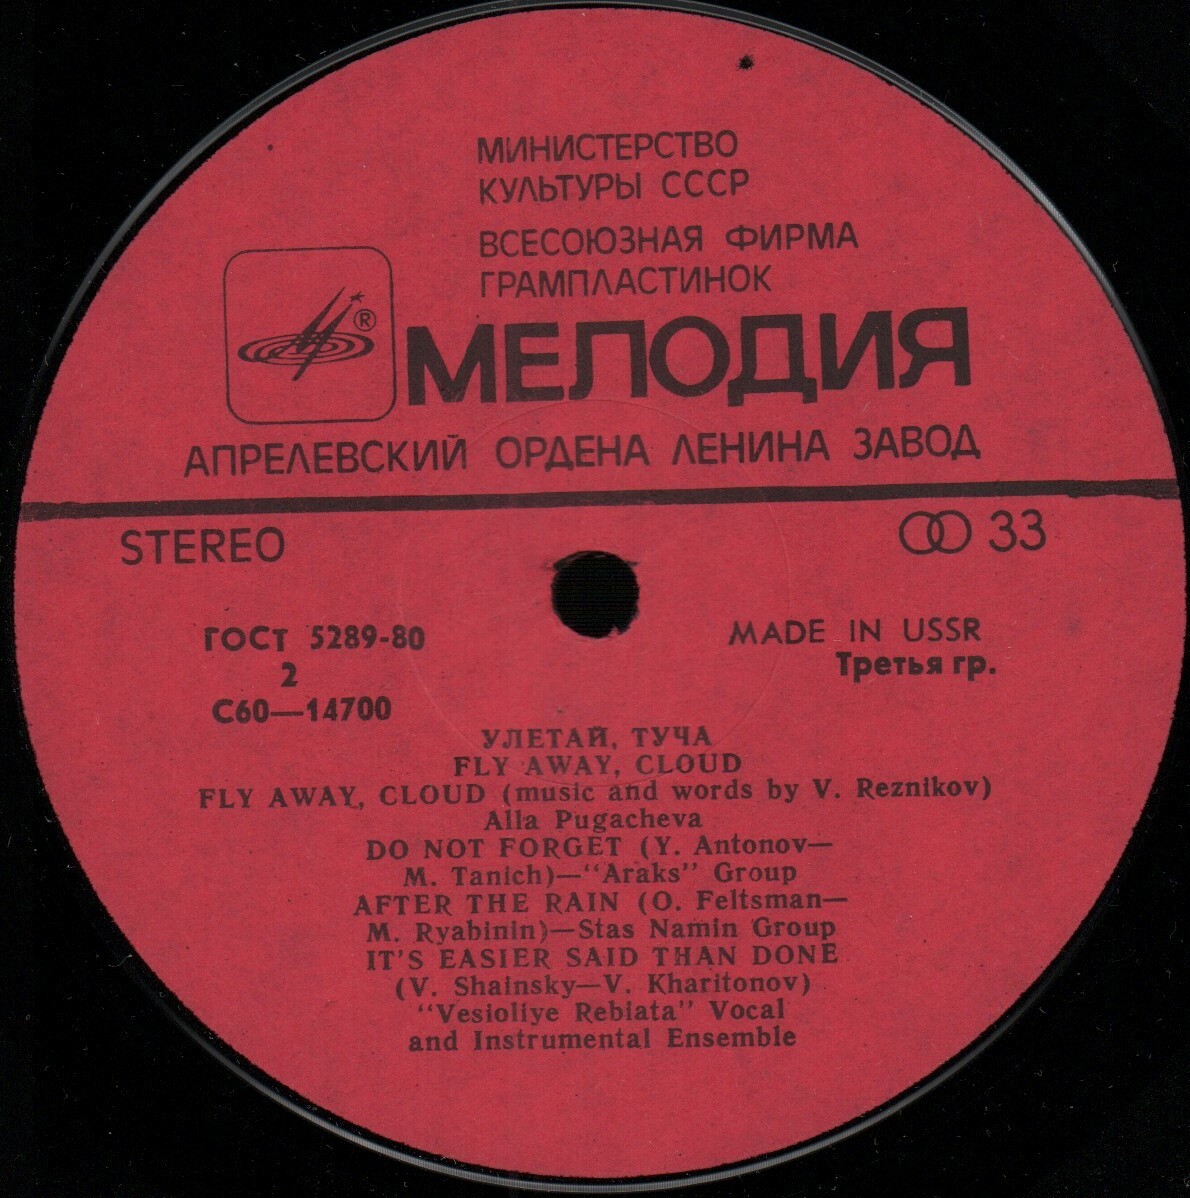 МИНИСТЕРСТВО
КУЛЬТУРЫ СССР
ВСЕСОЮЗНАЯ ФИРМА
ГРАМПЛАСТИНОК
®
МЕЛОДИЯ
АПРЕЛЕВСКИЙ ОРДЕНА ЛЕНИНА ЗАВОД
STEREO
33
ГОСТ 5289-80
MADE IN USSR
2
Третья гр.
С60—14700
УЛЕТАЙ, ТУЧА
FLY AWAY, CLOUD
FLY AWAY, CLOUD (music and words by V. Reznikov)
Alla Pugacheva
DO NOT FORGET (Y. Antonov—
M. Tanich)—"Araks" Group
AFTER THE RAIN (O. Feltsman—
M. Ryabinin)—Stas Namin Group
IT'S EASIER SAID THAN DONE
(V. Shainsky—V. Kharitonov)
"Vesioliye Rebiata" Vocal
and Instrumental Ensemble